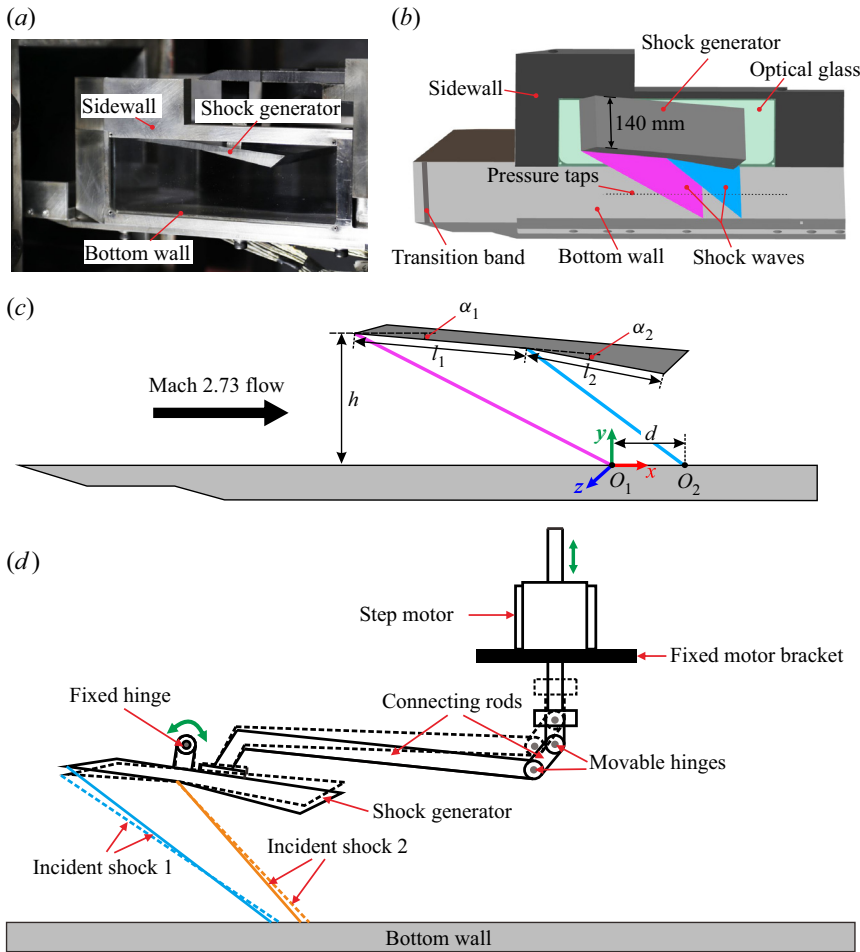 (a)
Sidewall
Shock generator
Bottom wall
(b)
Shock generator
Optical glass
Sidewall
140 mm
Pressure taps
Transition band
Bottom wall
Shock waves
(c)
α1
α2
l1
l2
Mach 2.73 flow
h
d
y
x
z
O1
O2
(d)
Step motor
Fixed motor bracket
Fixed hinge
Connecting rods
Movable hinges
Shock generator
Incident shock 1
Incident shock 2
Bottom wall